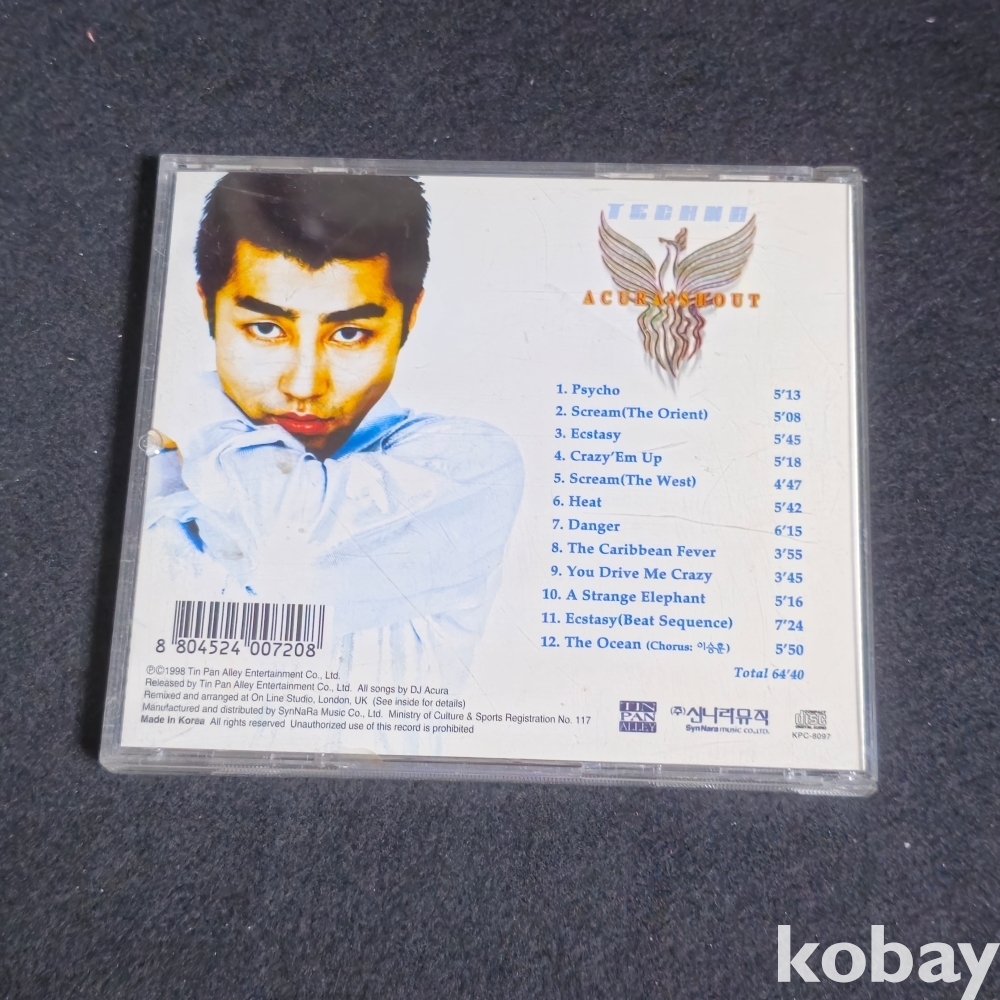 TECHNO
ACURA SHOUT
1. Psycho 5'13
2. Scream(The Orient) 5'08
3. Ecstasy 5'45
4. Crazy'Em Up 5'18
5. Scream(The West) 4'47
6. Heat 5'42
7. Danger 6'15
8. The Caribbean Fever 3'55
9. You Drive Me Crazy 3'45
10. A Strange Elephant 5'16
11. Ecstasy(Beat Sequence) 7'24
12. The Ocean (Chorus: 이승훈) 5'50
Total 64'40
8 804524 007208
℗©1998 Tin Pan Alley Entertainment Co., Ltd.
Released by Tin Pan Alley Entertainment Co., Ltd. All songs by DJ Acura
Remixed and arranged at On Line Studio, London, UK (See inside for details)
Manufactured and distributed by SynNaRa Music Co., Ltd. Ministry of Culture & Sports Registration No. 117
Made In Korea All rights reserved Unauthorized use of this record is prohibited
TIN
PAN
ALLEY
(주)신나라뮤직
SynNara MUSIC CO.,LTD.
COMPACT
disc
DIGITAL AUDIO
KPC-8097
kobay